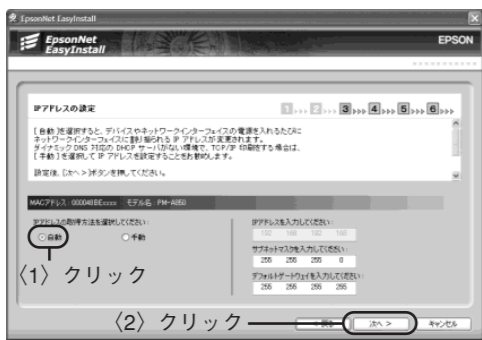 EpsonNet EasyInstall
EpsonNet
EasyInstall
EPSON
IPアドレスの設定
1 >>> 2 >>> 3 >>> 4 >>> 5 >>> 6 >>>
[自動]を選択すると、デバイスやネットワークインターフェイスの電源を入れるたびに
ネットワークインターフェイスに割り振られる IP アドレスが変更されます。
ダイナミック DNS 対応の DHCP サーバがない環境で、TCP/IP 印刷をする場合は、
[手動]を選択して IP アドレスを設定することをお勧めします。
設定後、[次へ >]ボタンを押してください。
MACアドレス : 000048BExxxx モデル名 : PM-A850
IPアドレスの取得方法を選択してください :
自動
手動
〈1〉クリック
IPアドレスを入力してください :
192 168 192 168
サブネットマスクを入力してください :
255 255 255 0
デフォルトゲートウェイを入力してください :
255 255 255 255
〈2〉クリック
< 戻る
次へ >
キャンセル